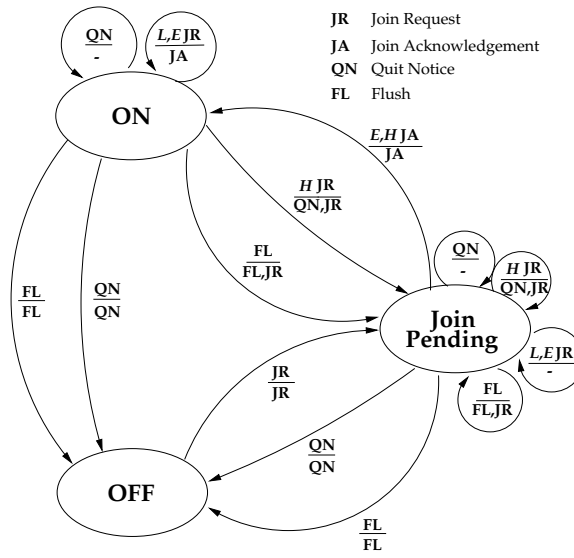 JR Join Request
JA Join Acknowledgement
QN Quit Notice
FL Flush
QN
-
L,E JR
JA
ON
E,H JA
JA
H JR
QN,JR
FL
FL,JR
QN
-
H JR
QN,JR
FL
FL
QN
QN
Join
Pending
L,E JR
-
JR
JR
FL
FL,JR
QN
QN
OFF
FL
FL